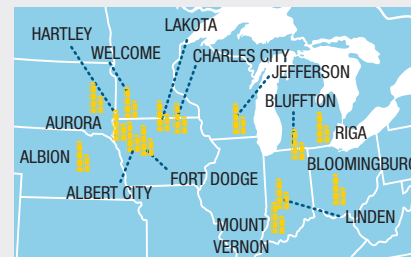 LAKOTA
HARTLEY
WELCOME
CHARLES CITY
JEFFERSON
BLUFFTON
AURORA
RIGA
ALBION
BLOOMINGBURG
ALBERT CITY
FORT DODGE
LINDEN
MOUNT
VERNON